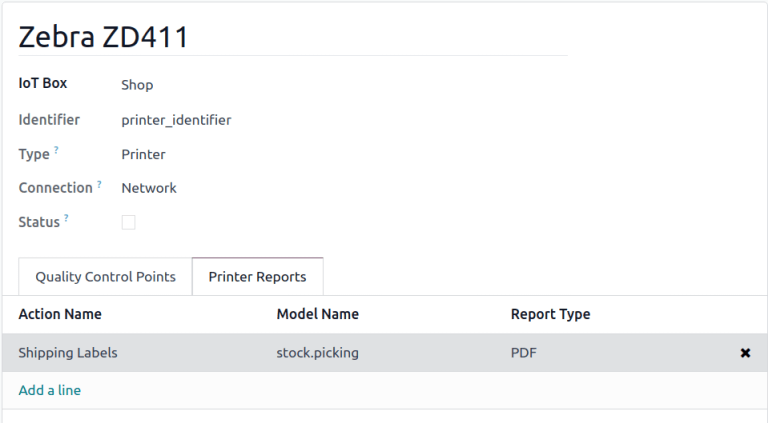 Zebra ZD411
IoT Box Shop
Identifier printer_identifier
Type ? Printer
Connection ? Network
Status ?
Quality Control Points Printer Reports
Action Name Model Name Report Type
Shipping Labels stock.picking PDF ✖
Add a line